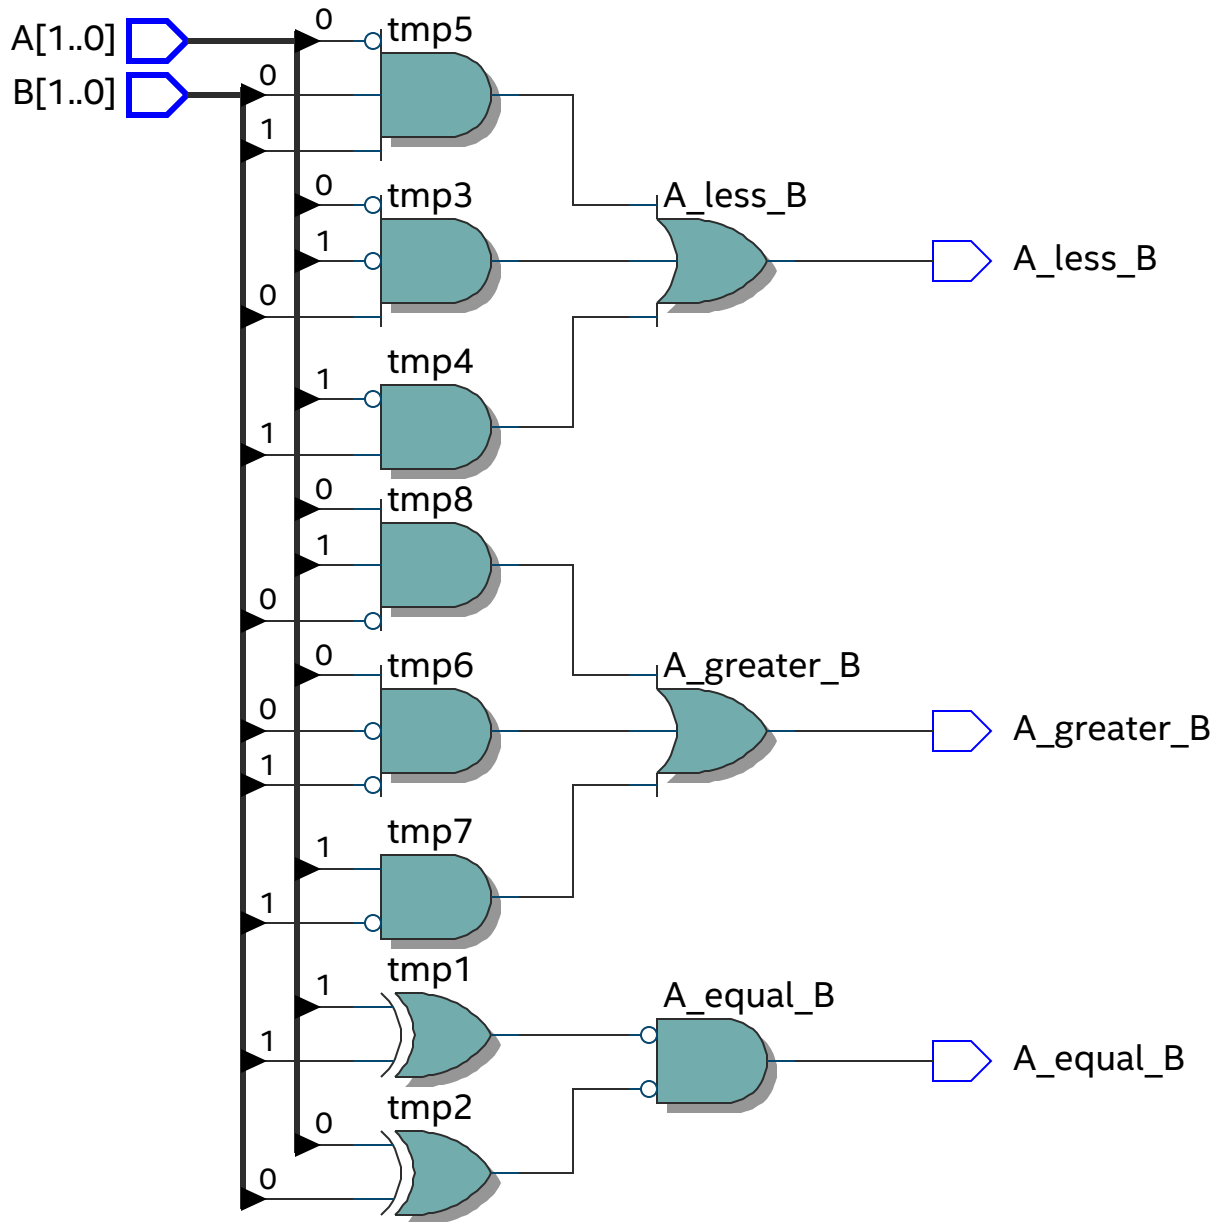 A[1..0]
B[1..0]
0
tmp5
0
1
0
tmp3
1
0
A_less_B
A_less_B
1
tmp4
1
0
tmp8
1
0
0
tmp6
0
1
A_greater_B
A_greater_B
1
tmp7
1
1
tmp1
1
A_equal_B
A_equal_B
0
tmp2
0